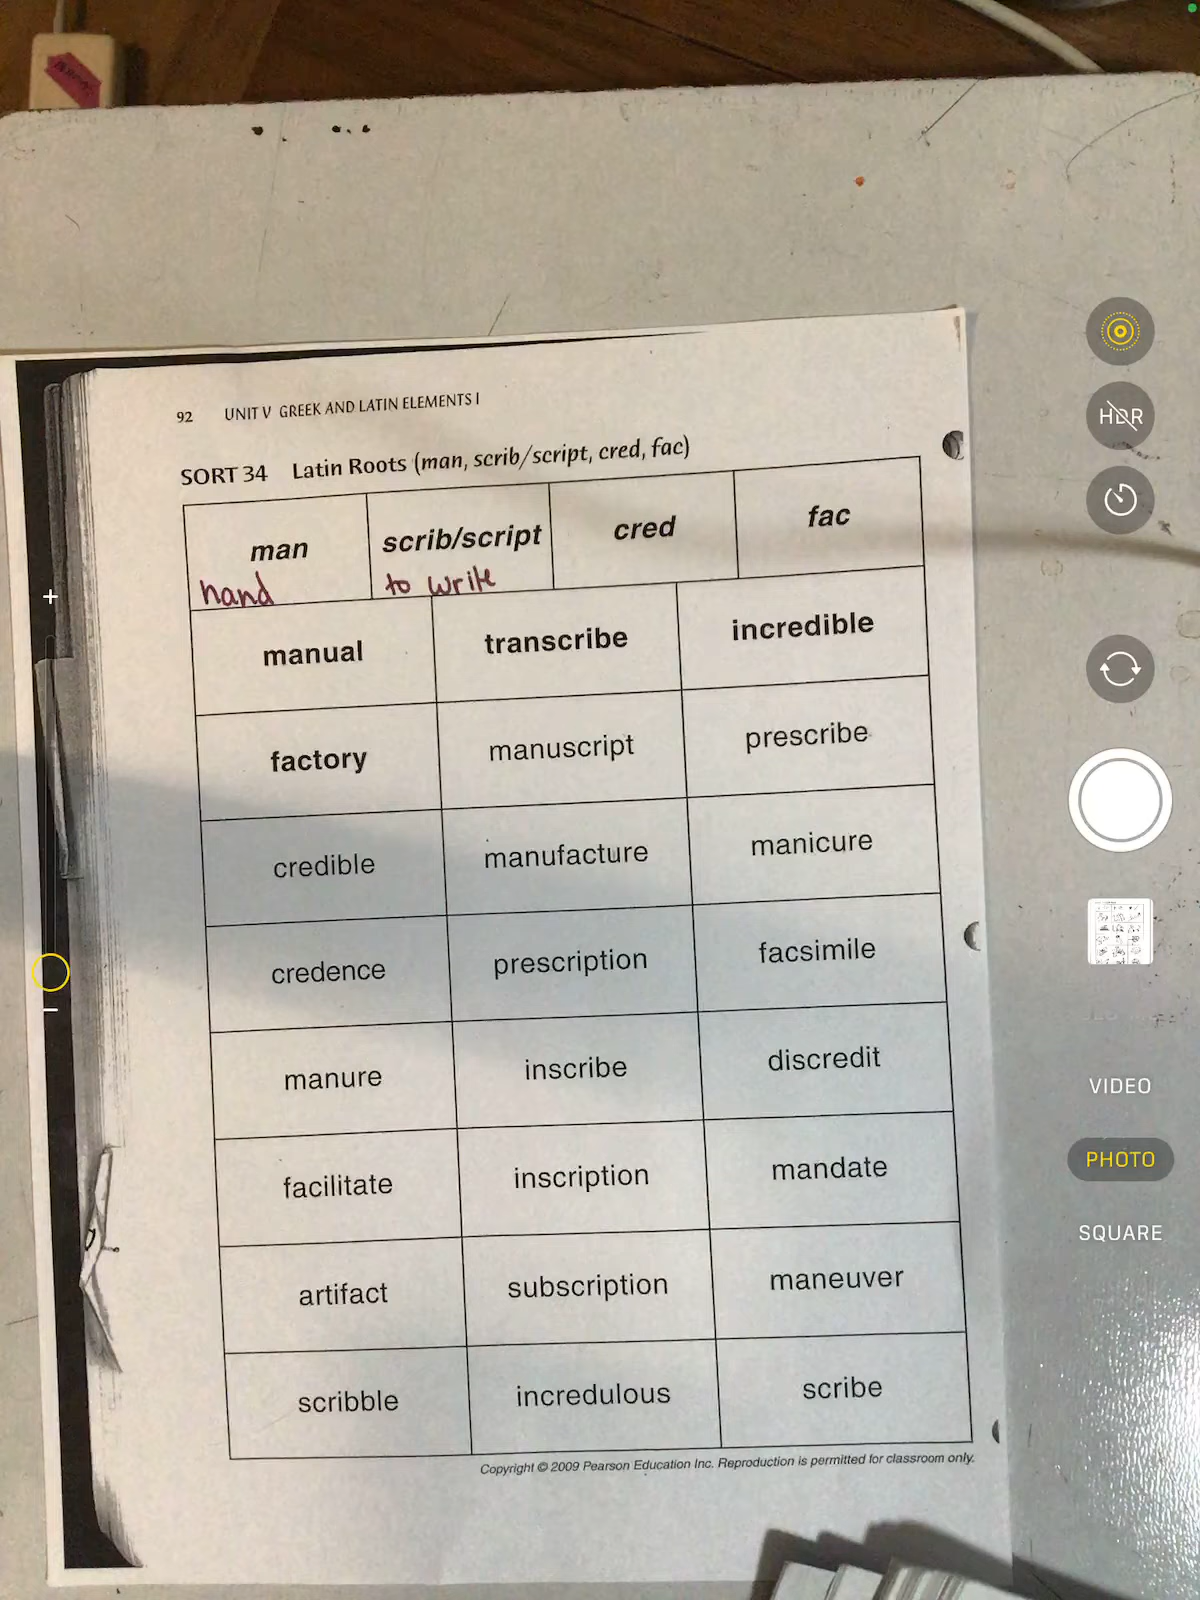 92 UNIT V GREEK AND LATIN ELEMENTS I
SORT 34 Latin Roots (man, scrib/script, cred, fac)
man scrib/script cred fac
hand to write
manual transcribe incredible
factory manuscript prescribe
credible manufacture manicure
credence prescription facsimile
manure inscribe discredit
facilitate inscription mandate
artifact subscription maneuver
scribble incredulous scribe
Copyright © 2009 Pearson Education Inc. Reproduction is permitted for classroom only.
HDR
VIDEO
PHOTO
SQUARE